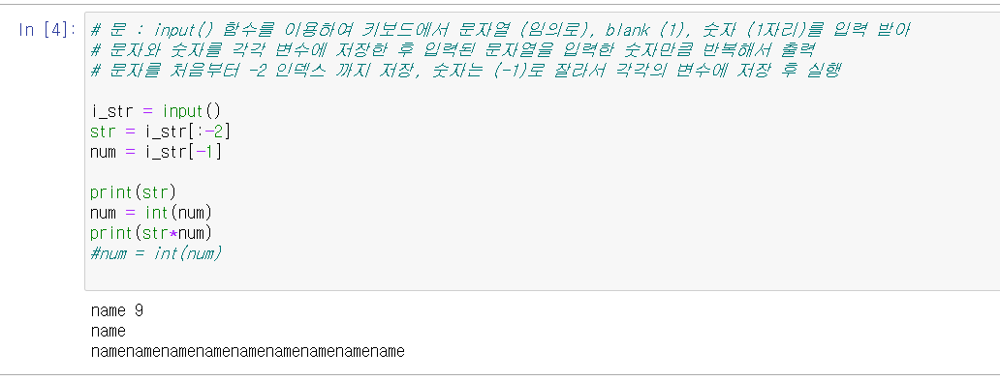 In [4]: # 문 : input() 함수를 이용하여 키보드에서 문자열 (임의로), blank (1), 숫자 (1자리)를 입력 받아
# 문자와 숫자를 각각 변수에 저장한 후 입력된 문자열을 입력한 숫자만큼 반복해서 출력
# 문자를 처음부터 -2 인덱스 까지 저장, 숫자는 (-1)로 잘라서 각각의 변수에 저장 후 실행
i_str = input()
str = i_str[:-2]
num = i_str[-1]
print(str)
num = int(num)
print(str*num)
#num = int(num)
name 9
name
namenamenamenamenamenamenamenamename